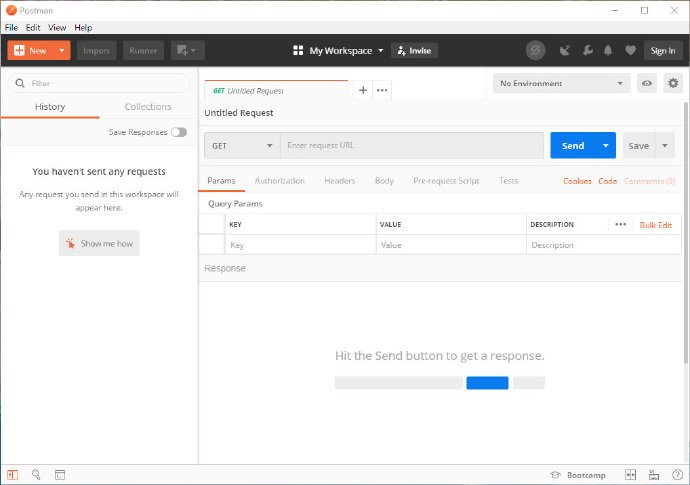 Postman
File Edit View Help
New Import Runner My Workspace Invite Sign In
Filter
History Collections
Save Responses
You haven't sent any requests
Any request you send in this workspace will
appear here.
Show me how
GET Untitled Request
No Environment
Untitled Request
GET Enter request URL Send Save
Params Authorization Headers Body Pre-request Script Tests Cookies Code Comments (0)
Query Params
KEY VALUE DESCRIPTION Bulk Edit
Key Value Description
Response
Hit the Send button to get a response.
Bootcamp